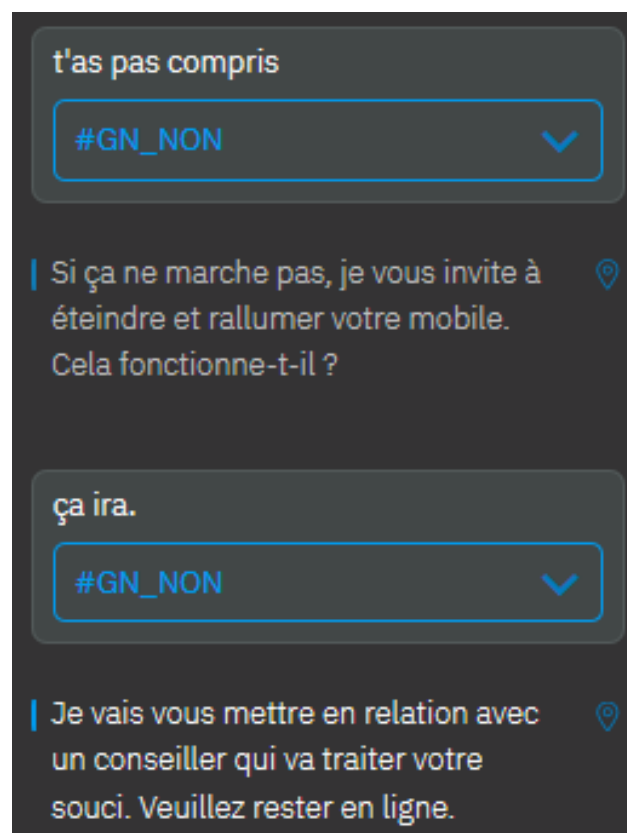 t'as pas compris
#GN_NON
Si ça ne marche pas, je vous invite à
éteindre et rallumer votre mobile.
Cela fonctionne-t-il ?
ça ira.
#GN_NON
Je vais vous mettre en relation avec
un conseiller qui va traiter votre
souci. Veuillez rester en ligne.